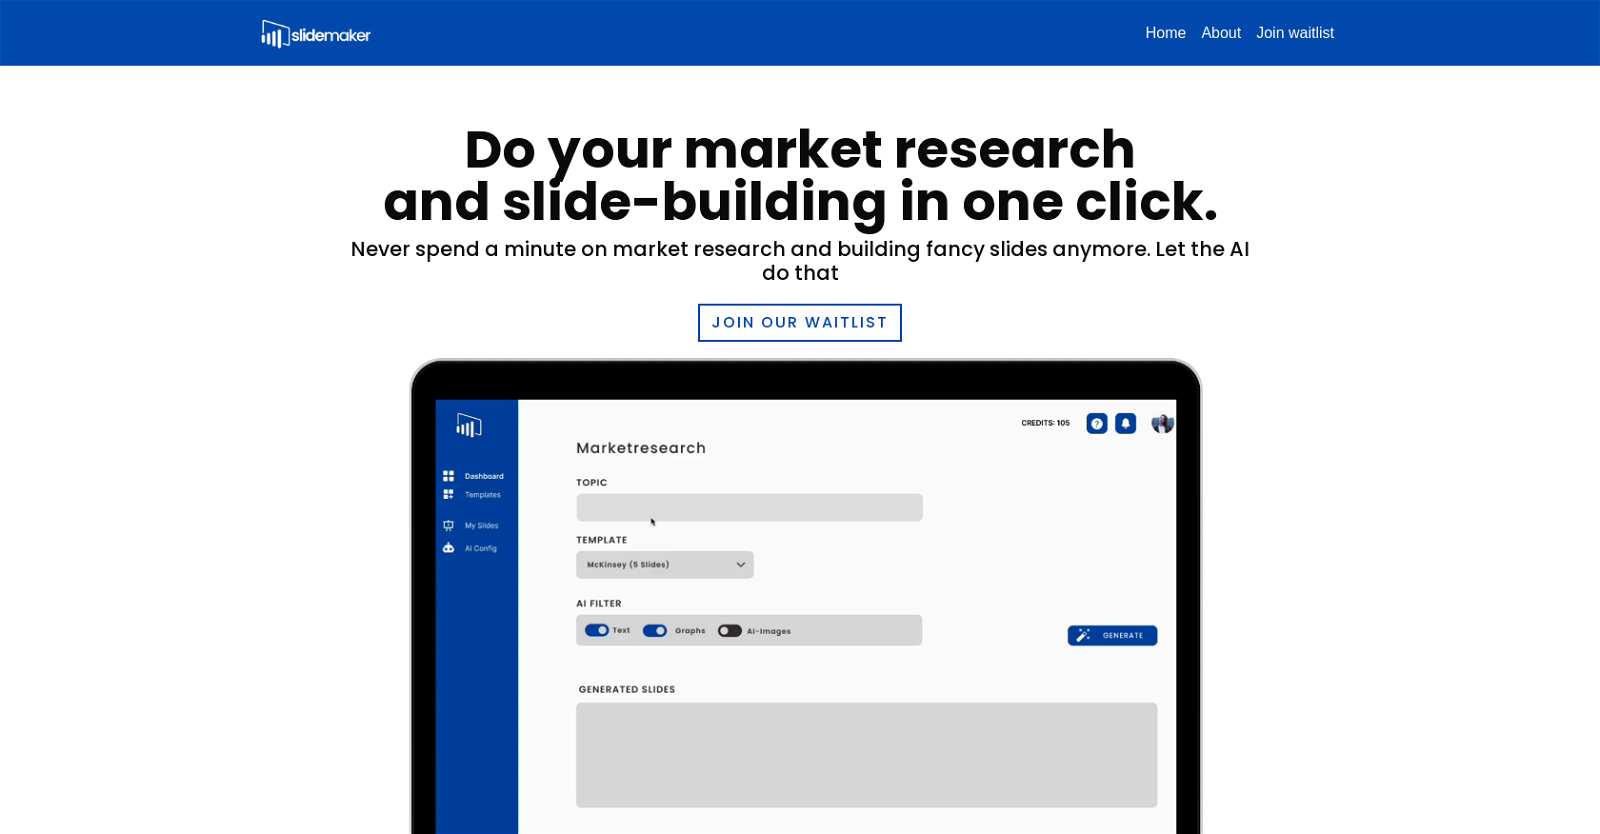 slidemaker
Home About Join waitlist
Do your market research
and slide-building in one click.
Never spend a minute on market research and building fancy slides anymore. Let the AI
do that
JOIN OUR WAITLIST
CREDITS: 105
Marketresearch
Dashboard
Templates
My Slides
AI Config
TOPIC
TEMPLATE
McKinsey (5 Slides)
AI FILTER
Text Graphs AI-Images
GENERATE
GENERATED SLIDES